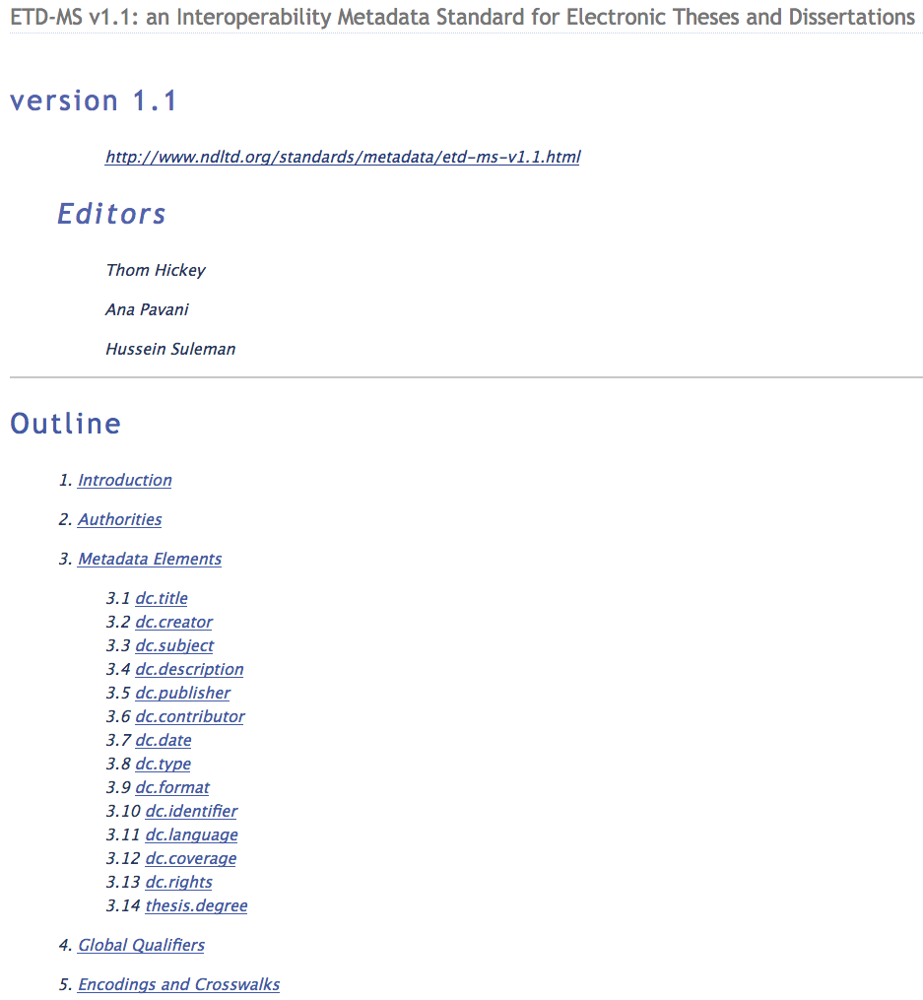 ETD-MS v1.1: an Interoperability Metadata Standard for Electronic Theses and Dissertations
version 1.1
http://www.ndltd.org/standards/metadata/etd-ms-v1.1.html
Editors
Thom Hickey
Ana Pavani
Hussein Suleman
Outline
1. Introduction
2. Authorities
3. Metadata Elements
3.1 dc.title
3.2 dc.creator
3.3 dc.subject
3.4 dc.description
3.5 dc.publisher
3.6 dc.contributor
3.7 dc.date
3.8 dc.type
3.9 dc.format
3.10 dc.identifier
3.11 dc.language
3.12 dc.coverage
3.13 dc.rights
3.14 thesis.degree
4. Global Qualifiers
5. Encodings and Crosswalks